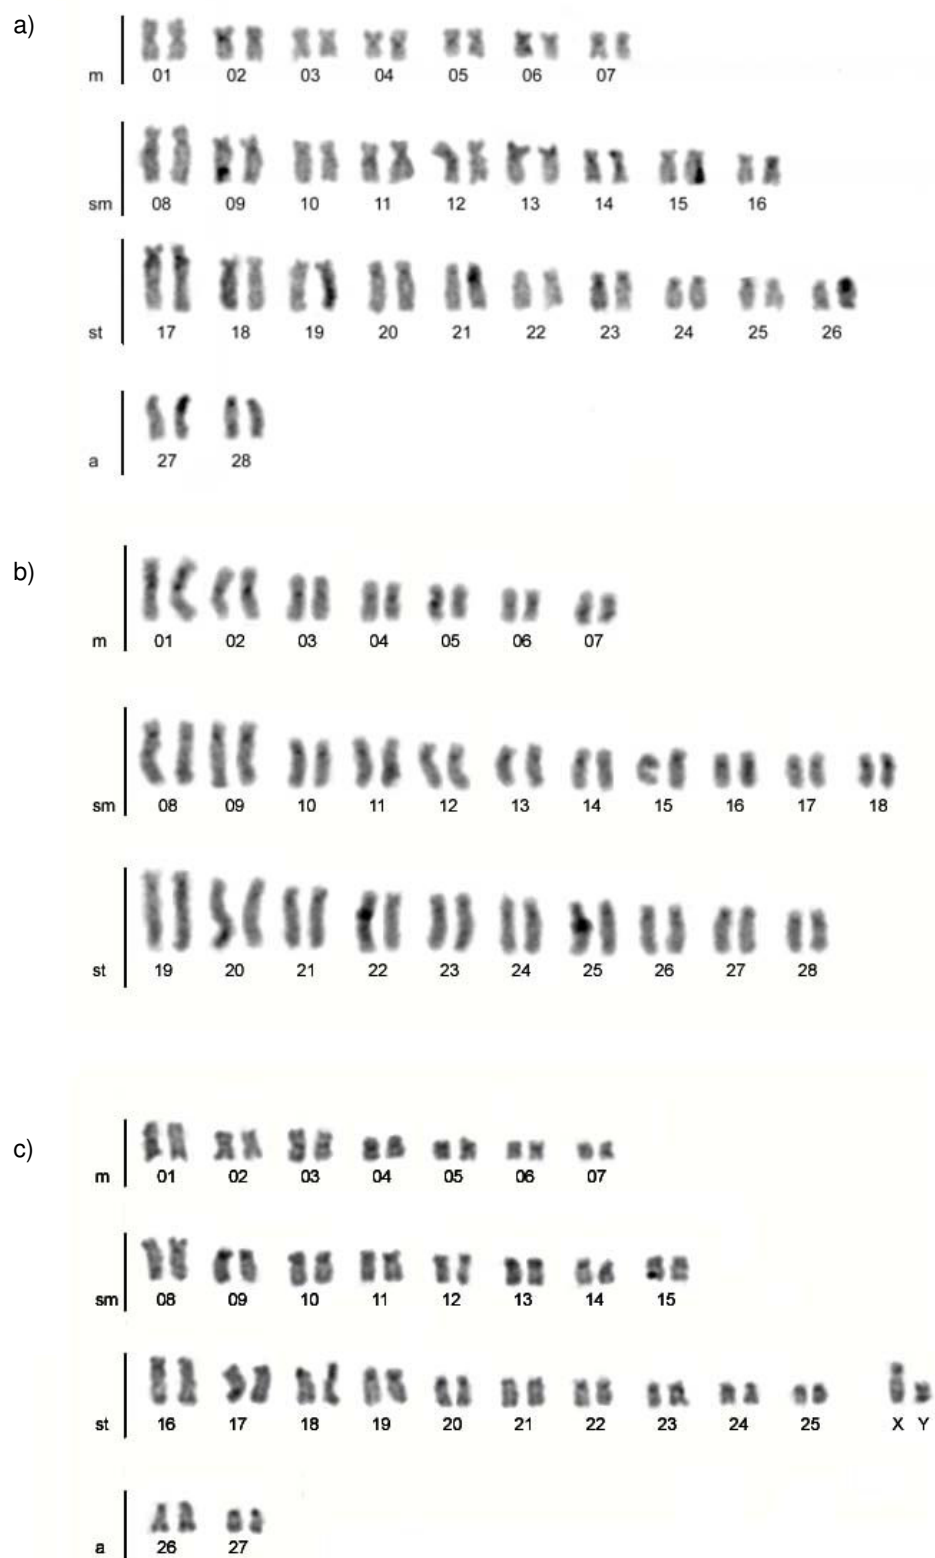 a)
m 01 02 03 04 05 06 07
sm 08 09 10 11 12 13 14 15 16
st 17 18 19 20 21 22 23 24 25 26
a 27 28
b)
m 01 02 03 04 05 06 07
sm 08 09 10 11 12 13 14 15 16 17 18
st 19 20 21 22 23 24 25 26 27 28
c)
m 01 02 03 04 05 06 07
sm 08 09 10 11 12 13 14 15
st 16 17 18 19 20 21 22 23 24 25 X Y
a 26 27